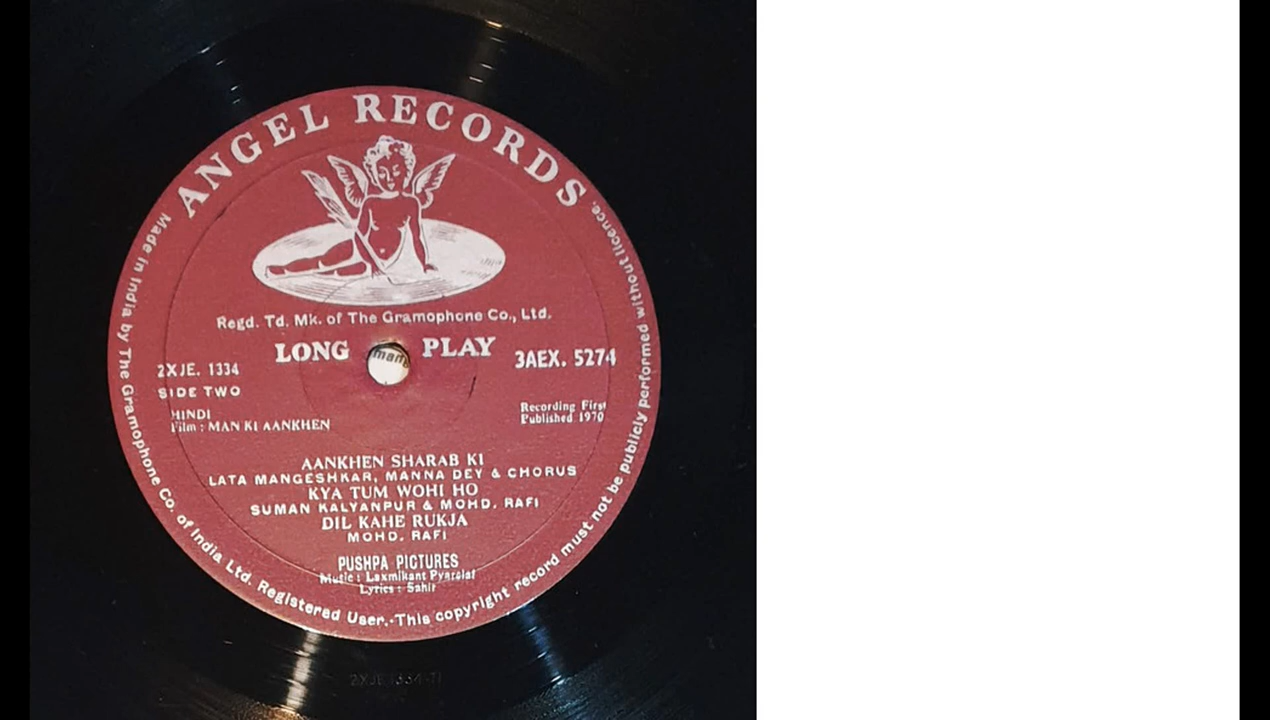 ANGEL RECORDS
Regd. Td. Mk. of The Gramophone Co., Ltd.
LONG PLAY
2XJE. 1334
3AEX. 5274
SIDE TWO
HINDI
Film : MAN KI AANKHEN
Recording First
Published 1970
AANKHEN SHARAB KI
LATA MANGESHKAR, MANNA DEY & CHORUS
KYA TUM WOHI HO
SUMAN KALYANPUR & MOHD. RAFI
DIL KAHE RUKJA
MOHD. RAFI
PUSHPA PICTURES
Music : Laxmikant Pyarelal
Lyrics : Sahir
Made in India by The Gramophone Co. of India Ltd. Registered User.-This copyright record must not be publicly performed without licence.